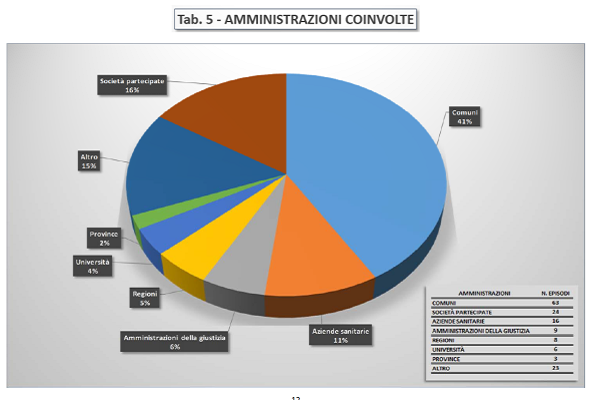 Tab. 5 - AMMINISTRAZIONI COINVOLTE
Società partecipate
16%
Comuni
41%
Altro
15%
Province
2%
Università
4%
Regioni
5%
Amministrazioni della giustizia
6%
Aziende sanitarie
11%
AMMINISTRAZIONI N. EPISODI
COMUNI 63
SOCIETÀ PARTECIPATE 24
AZIENDE SANITARIE 16
AMMINISTRAZIONI DELLA GIUSTIZIA 9
REGIONI 8
UNIVERSITÀ 6
PROVINCE 3
ALTRO 23